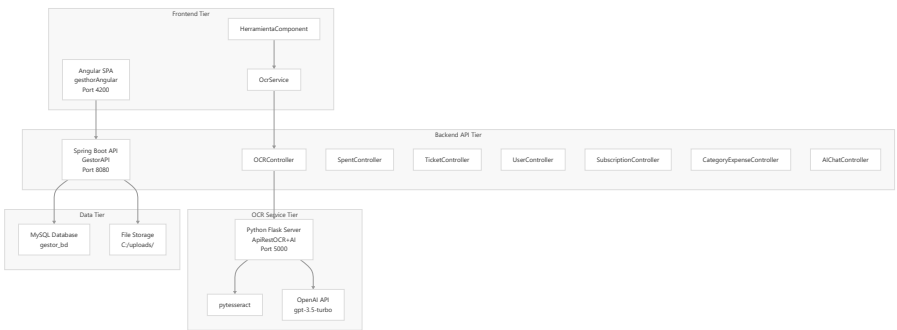 Frontend Tier
HerramientaComponent
Angular SPA
gesthorAngular
Port 4200
OcrService
Backend API Tier
Spring Boot API
GestorAPI
Port 8080
OCRController
SpentController
TicketController
UserController
SubscriptionController
CategoryExpenseController
AIChatController
Data Tier
MySQL Database
gestor_bd
File Storage
C:/uploads/
OCR Service Tier
Python Flask Server
ApiRestOCR+AI
Port 5000
pytesseract
OpenAI API
gpt-3.5-turbo